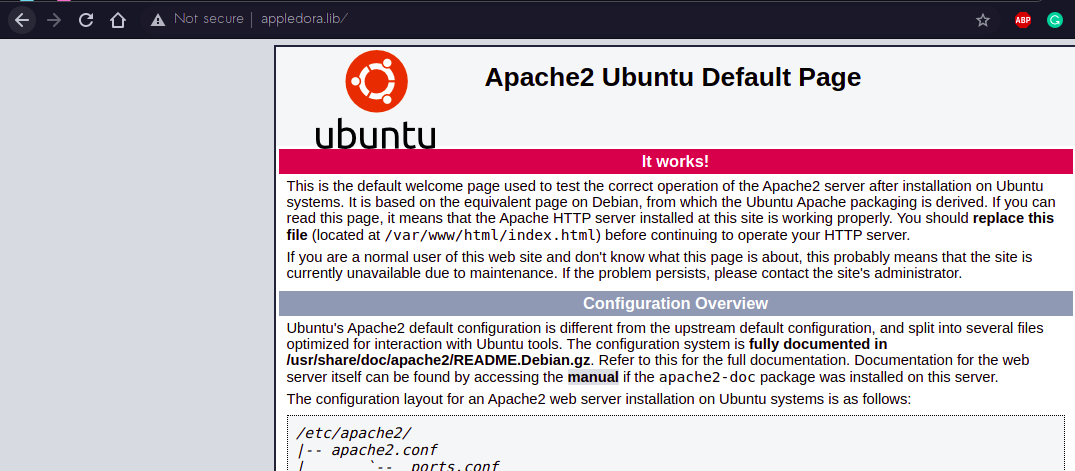 Not secure | appledora.lib/
ABP
G
ubuntu
Apache2 Ubuntu Default Page
It works!
This is the default welcome page used to test the correct operation of the Apache2 server after installation on Ubuntu
systems. It is based on the equivalent page on Debian, from which the Ubuntu Apache packaging is derived. If you can
read this page, it means that the Apache HTTP server installed at this site is working properly. You should replace this
file (located at /var/www/html/index.html) before continuing to operate your HTTP server.
If you are a normal user of this web site and don't know what this page is about, this probably means that the site is
currently unavailable due to maintenance. If the problem persists, please contact the site's administrator.
Configuration Overview
Ubuntu's Apache2 default configuration is different from the upstream default configuration, and split into several files
optimized for interaction with Ubuntu tools. The configuration system is fully documented in
/usr/share/doc/apache2/README.Debian.gz. Refer to this for the full documentation. Documentation for the web
server itself can be found by accessing the manual if the apache2-doc package was installed on this server.
The configuration layout for an Apache2 web server installation on Ubuntu systems is as follows:
/etc/apache2/
|-- apache2.conf
|       `--  ports.conf